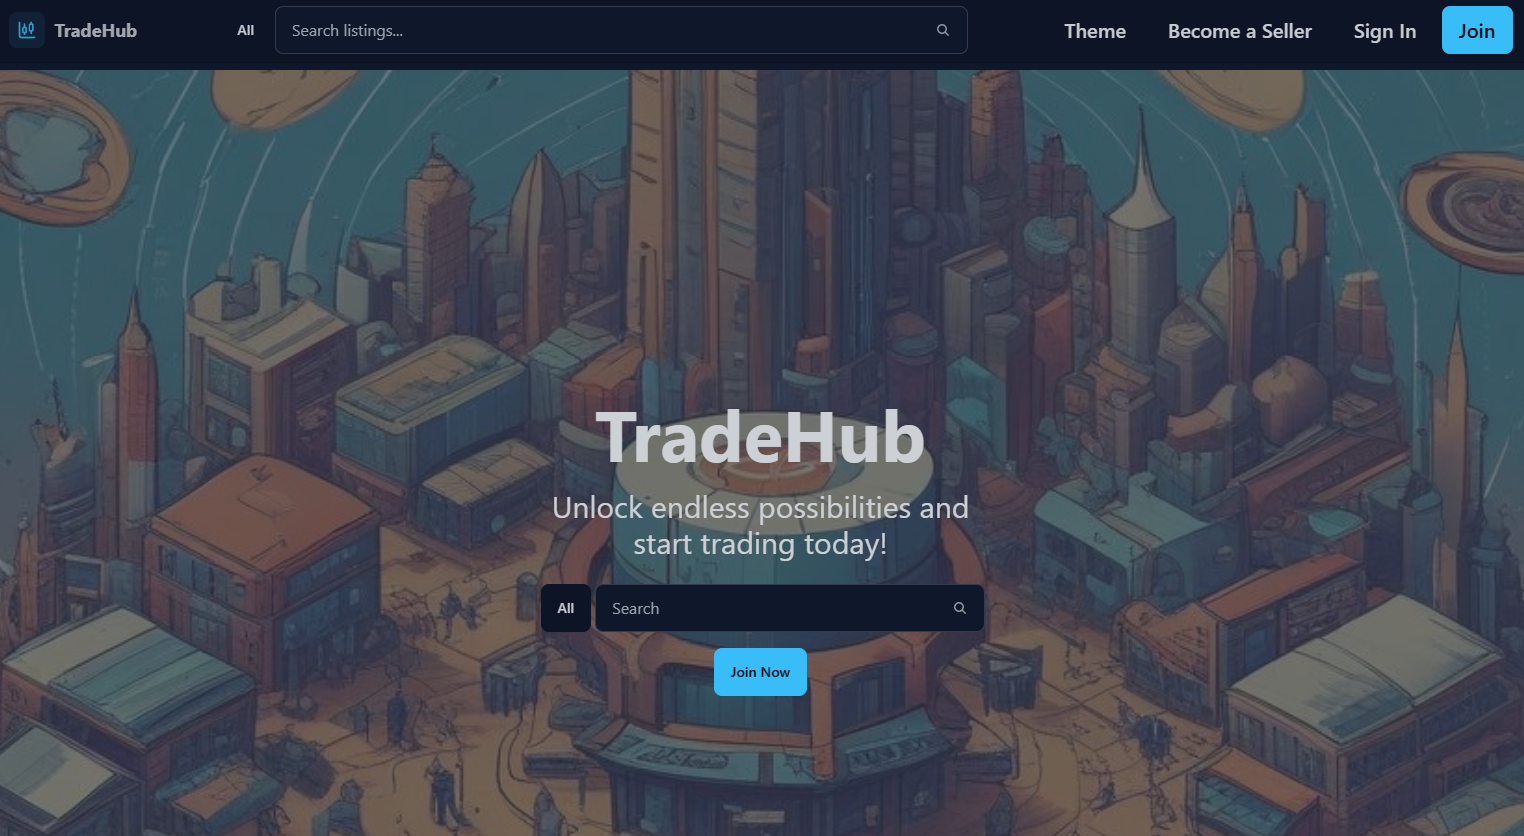 TradeHub
All
Search listings...
Theme
Become a Seller
Sign In
Join
TradeHub
Unlock endless possibilities and
start trading today!
All
Search
Join Now